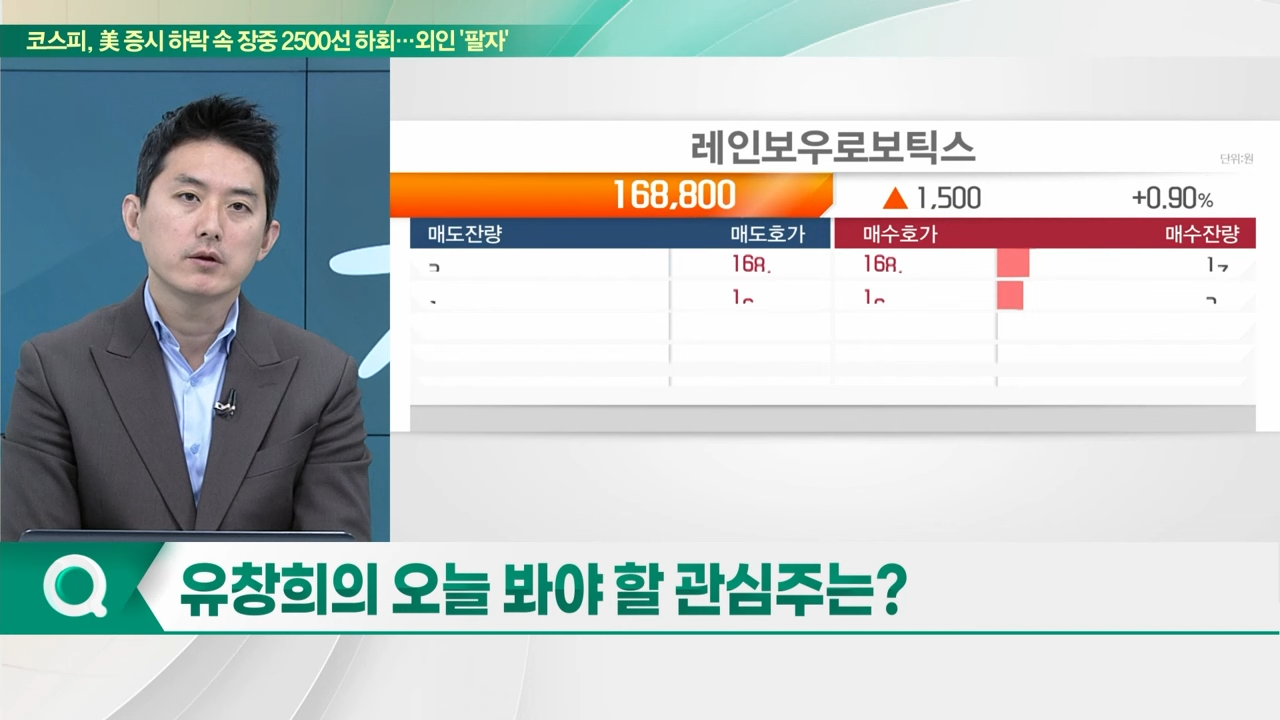 코스피, 美 증시 하락 속 장중 2500선 하회…외인 '팔자'
레인보우로보틱스
단위:원
168,800 ▲ 1,500 +0.90%
매도잔량 매도호가 매수호가 매수잔량
유창희의 오늘 봐야 할 관심주는?